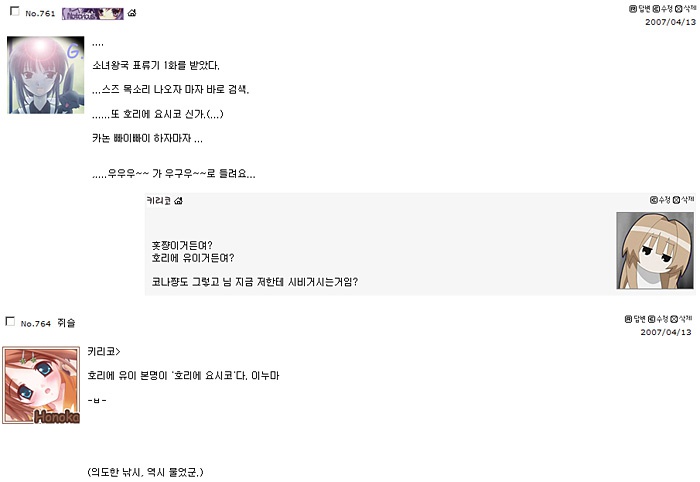 No.761
답변 수정 삭제
2007/04/13
....
소녀왕국 표류기 1화를 받았다.
...스즈 목소리 나오자 마자 바로 검색.
......또 호리에 요시코 신가.(...)
카논 빠이빠이 하자마자 ...
.....우우우~~ 가 우구우~~로 들려요...
키리코
수정 삭제
홋쨩이거든여?
호리에 유이거든여?
코나쨩도 그렇고 님 지금 저한테 시비거시는거임?
No.764 쥐슬
답변 수정 삭제
2007/04/13
키리코>
호리에 유이 본명이 '호리에 요시코'다. 이누마
-ㅂ-
Honoka
(의도한 낚시, 역시 물었군.)